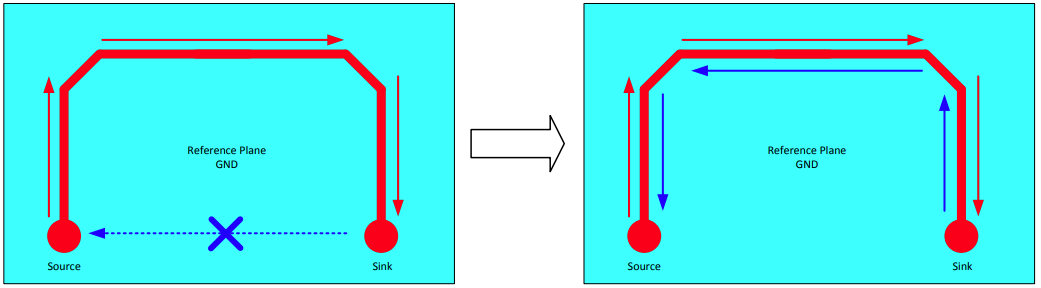 Reference Plane
GND
Source
Sink
Reference Plane
GND
Source
Sink